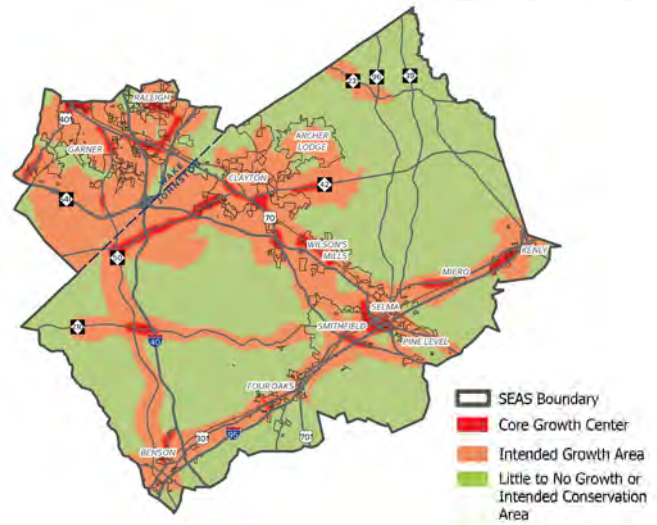 RALEIGH
401
GARNER
540
WAKE
JOHNSTON
ARCHER
LODGE
CLAYTON
42
70
50
WILSON'S
MILLS
96
39
KENLY
MICRO
SELMA
SMITHFIELD
PINE LEVEL
40
FOUR OAKS
301
95
701
BENSON
SEAS Boundary
Core Growth Center
Intended Growth Area
Little to No Growth or
Intended Conservation
Area